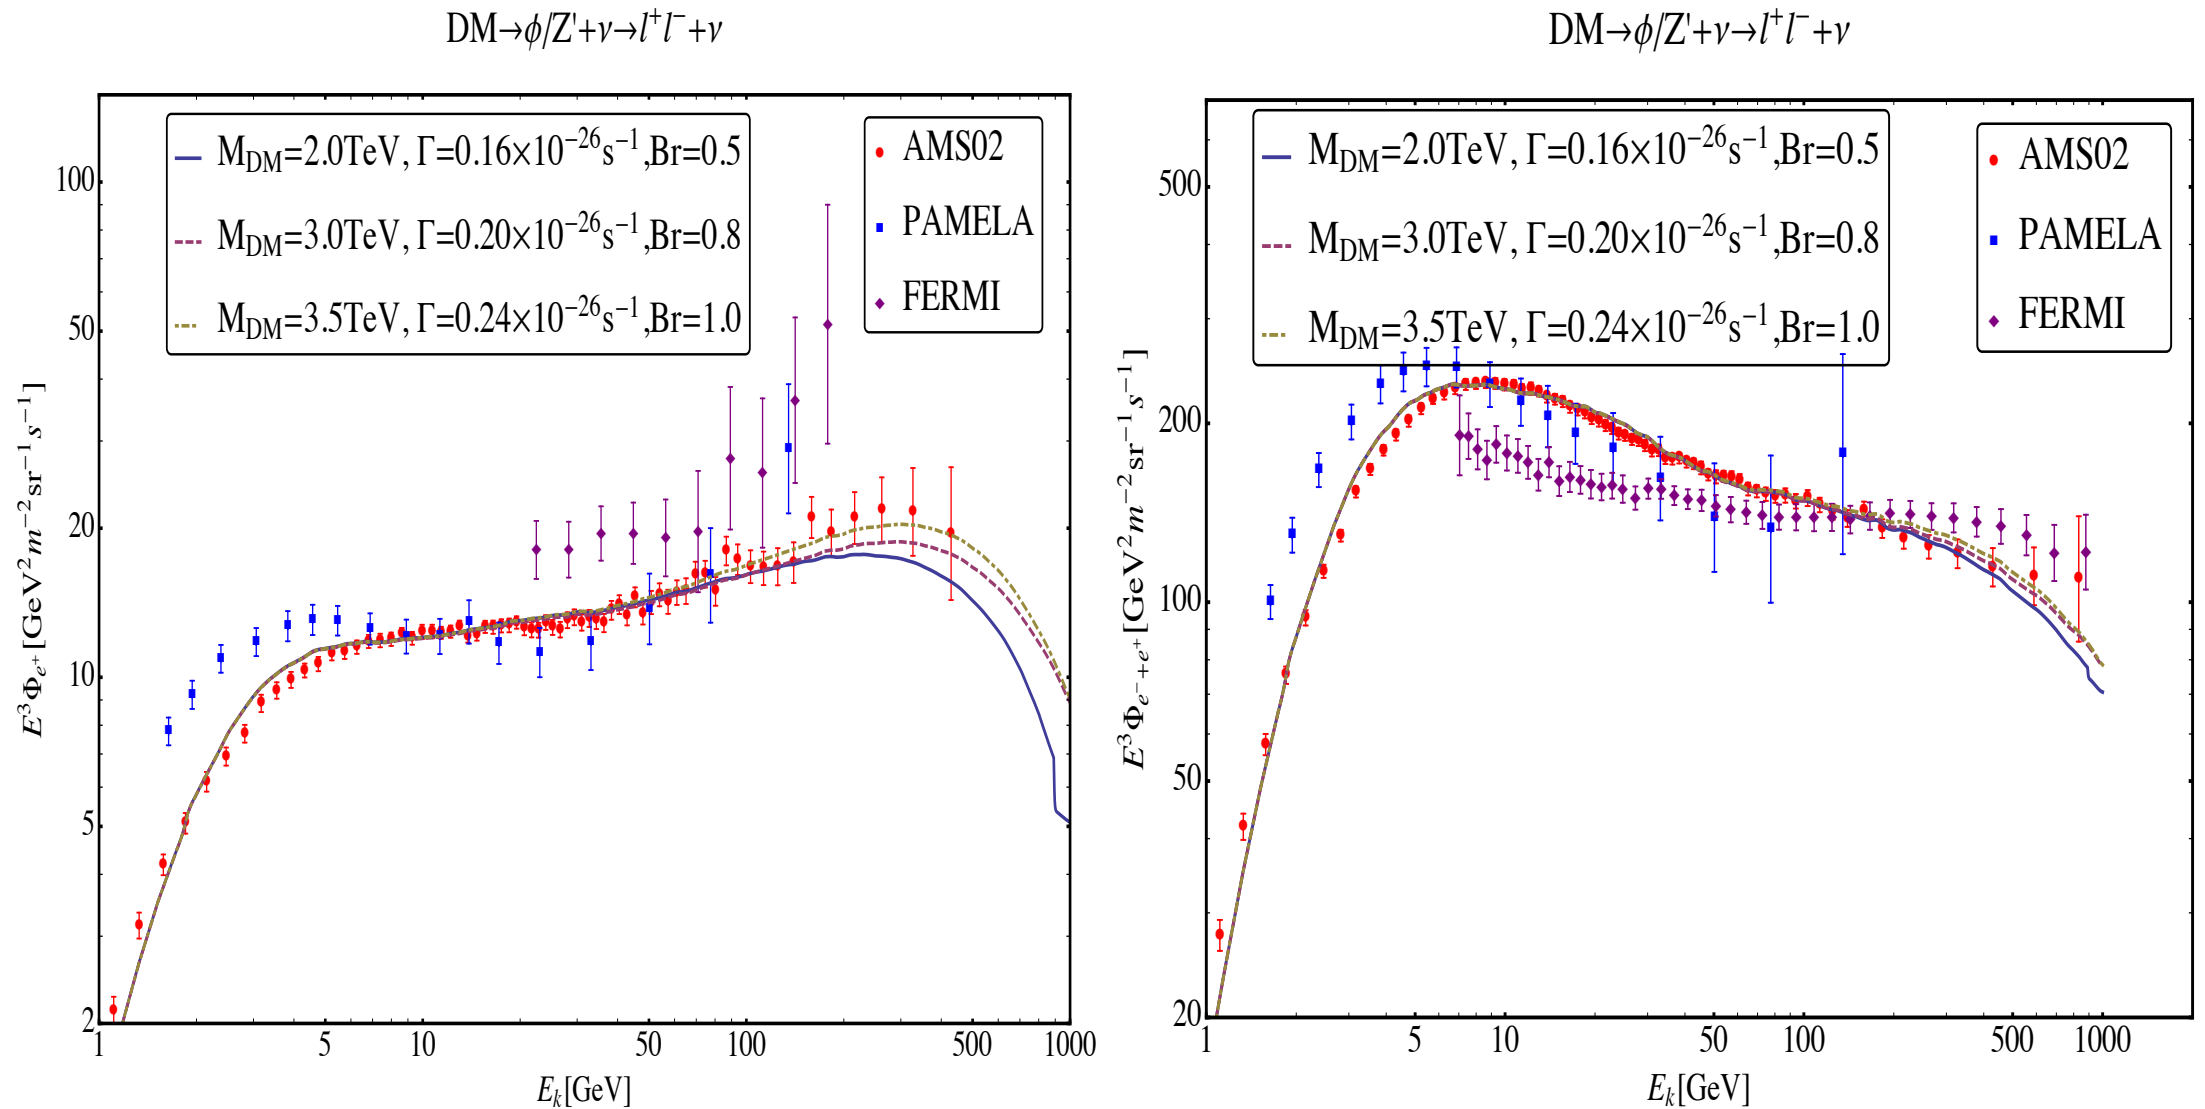 DM→ϕ/Z'+ν→l⁺l⁻+ν
M_DM=2.0TeV, Γ=0.16×10⁻²⁶s⁻¹,Br=0.5
M_DM=3.0TeV, Γ=0.20×10⁻²⁶s⁻¹,Br=0.8
M_DM=3.5TeV, Γ=0.24×10⁻²⁶s⁻¹,Br=1.0
AMS02
PAMELA
FERMI
100
50
20
10
5
2
E³Φ_e⁺[GeV²m⁻²sr⁻¹s⁻¹]
1 5 10 50 100 500 1000
E_k[GeV]
DM→ϕ/Z'+ν→l⁺l⁻+ν
M_DM=2.0TeV, Γ=0.16×10⁻²⁶s⁻¹,Br=0.5
M_DM=3.0TeV, Γ=0.20×10⁻²⁶s⁻¹,Br=0.8
M_DM=3.5TeV, Γ=0.24×10⁻²⁶s⁻¹,Br=1.0
AMS02
PAMELA
FERMI
500
200
100
50
20
E³Φ_e⁻+e⁺[GeV²m⁻²sr⁻¹s⁻¹]
1 5 10 50 100 500 1000
E_k[GeV]